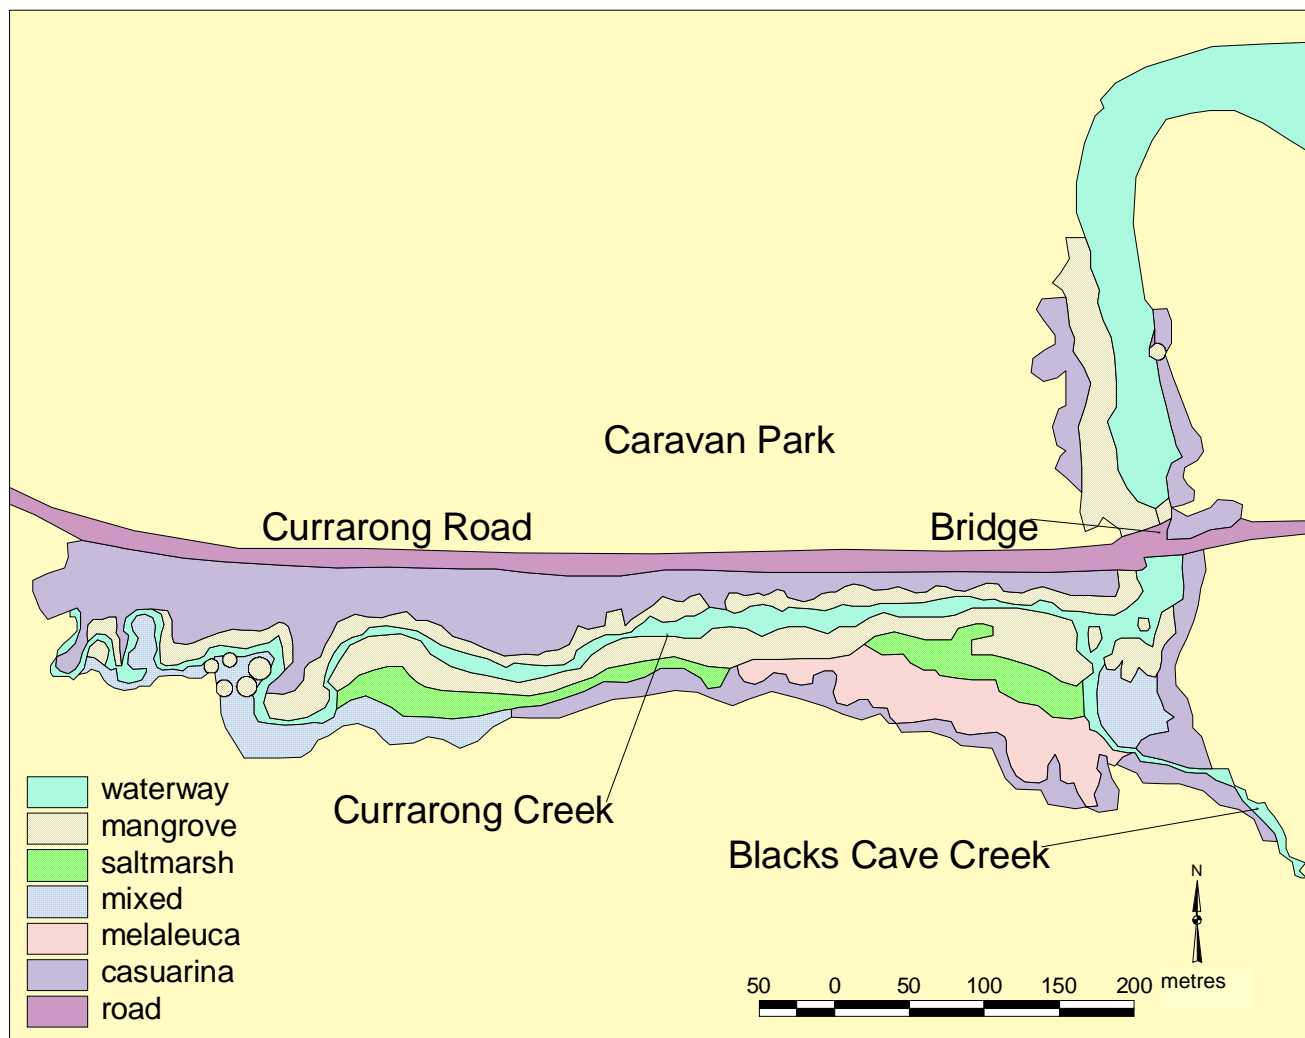 Caravan Park
Currarong Road
Bridge
Currarong Creek
Blacks Cave Creek
waterway
mangrove
saltmarsh
mixed
melaleuca
casuarina
road
N
50 0 50 100 150 200 metres